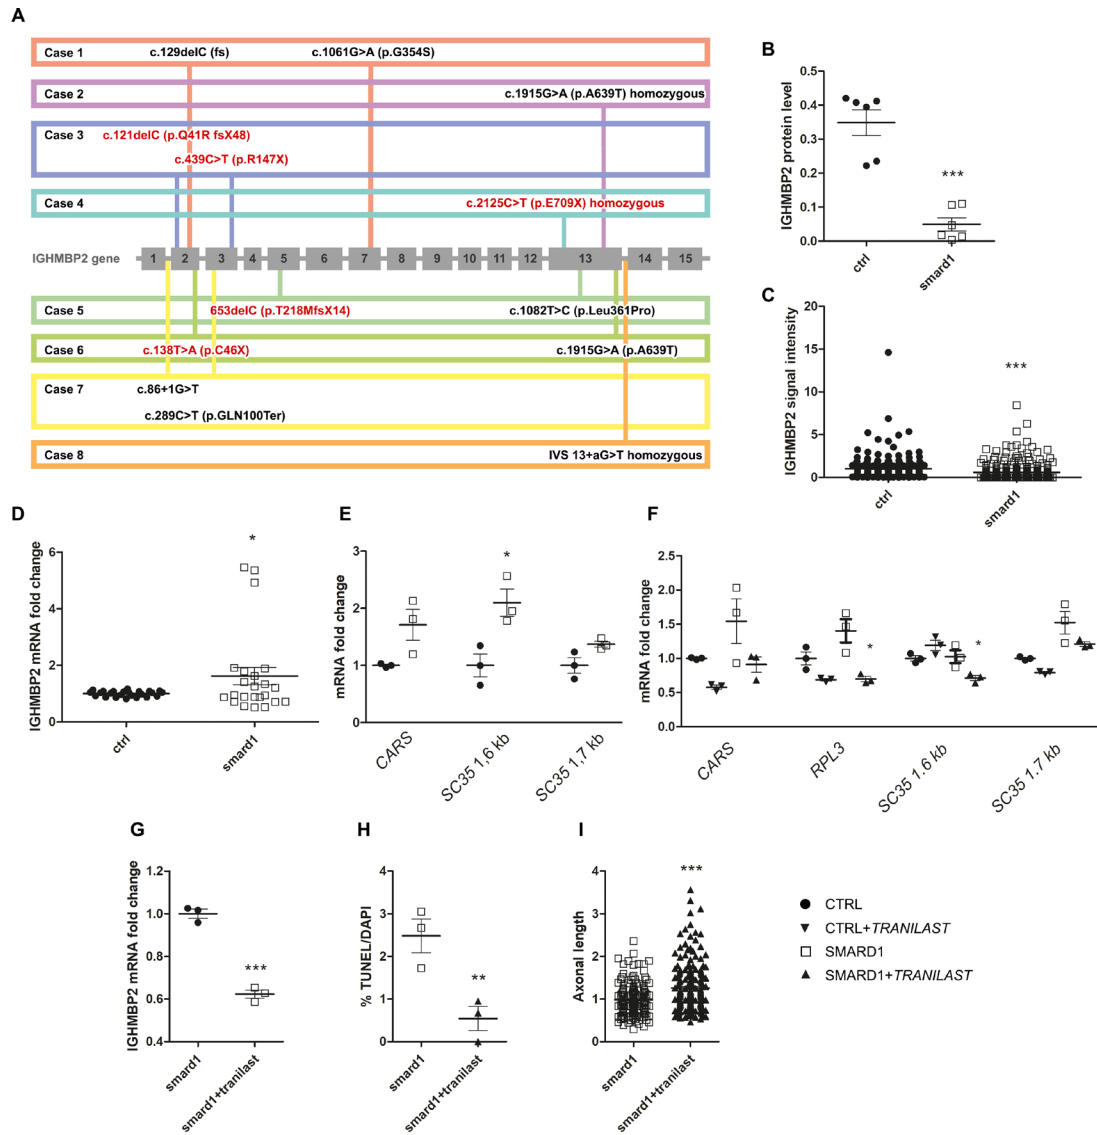 A
Case 1
c.129delC (fs)
c.1061G>A (p.G354S)
Case 2
c.1915G>A (p.A639T) homozygous
Case 3
c.121delC (p.Q41R fsX48)
c.439C>T (p.R147X)
Case 4
c.2125C>T (p.E709X) homozygous
IGHMBP2 gene
1 2 3 4 5 6 7 8 9 10 11 12 13 14 15
Case 5
653delC (p.T218MfsX14)
c.1082T>C (p.Leu361Pro)
Case 6
c.138T>A (p.C46X)
c.1915G>A (p.A639T)
Case 7
c.86+1G>T
c.289C>T (p.GLN100Ter)
Case 8
IVS 13+aG>T homozygous
B
IGHMBP2 protein level
0.5
0.4
0.3
0.2
0.1
0.0
***
ctrl
smard1
C
IGHMBP2 signal intensity
20
15
10
5
0
***
ctrl
smard1
D
IGHMBP2 mRNA fold change
6
4
2
0
*
ctrl
smard1
E
mRNA fold change
3
2
1
0
*
CARS
SC35 1,6 kb
SC35 1,7 kb
F
mRNA fold change
2.5
2.0
1.5
1.0
0.5
0.0
*
*
CARS
RPL3
SC35 1.6 kb
SC35 1.7 kb
G
IGHMBP2 mRNA fold change
1.2
1.0
0.8
0.6
0.4
***
smard1
smard1+tranilast
H
% TUNEL/DAPI
4
3
2
1
0
**
smard1
smard1+tranilast
I
Axonal length
4
3
2
1
0
***
smard1
smard1+tranilast
CTRL
CTRL+TRANILAST
SMARD1
SMARD1+TRANILAST